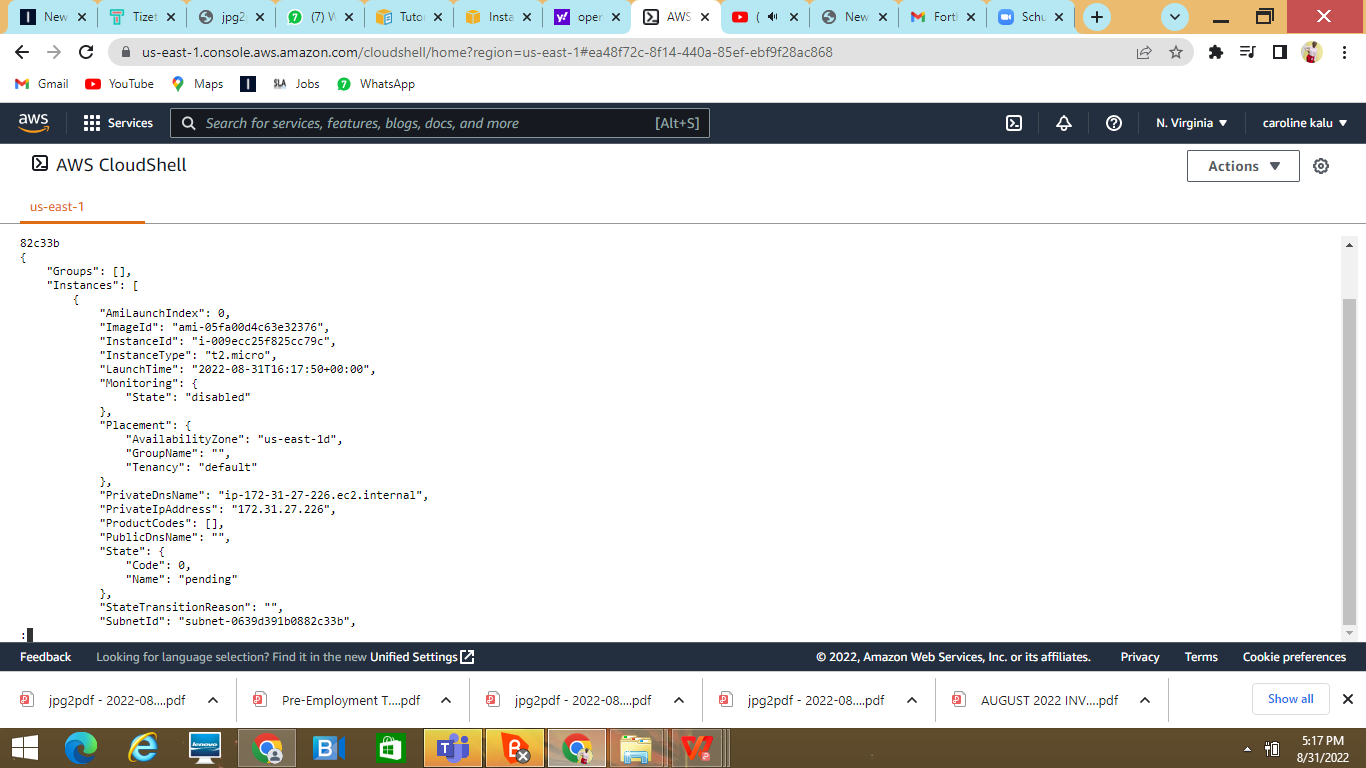 New
Tizet
jpg2
(7) W
Tutor
Insta
oper
AWS
(
New
Forth
Schu
us-east-1.console.aws.amazon.com/cloudshell/home?region=us-east-1#ea48f72c-8f14-440a-85ef-ebf9f28ac868
Gmail YouTube Maps SLA Jobs WhatsApp
aws Services Search for services, features, blogs, docs, and more [Alt+S] N. Virginia ▼ caroline kalu ▼
AWS CloudShell Actions ▼
us-east-1
82c33b
{
    "Groups": [],
    "Instances": [
        {
            "AmiLaunchIndex": 0,
            "ImageId": "ami-05fa00d4c63e32376",
            "InstanceId": "i-009ecc25f825cc79c",
            "InstanceType": "t2.micro",
            "LaunchTime": "2022-08-31T16:17:50+00:00",
            "Monitoring": {
                "State": "disabled"
            },
            "Placement": {
                "AvailabilityZone": "us-east-1d",
                "GroupName": "",
                "Tenancy": "default"
            },
            "PrivateDnsName": "ip-172-31-27-226.ec2.internal",
            "PrivateIpAddress": "172.31.27.226",
            "ProductCodes": [],
            "PublicDnsName": "",
            "State": {
                "Code": 0,
                "Name": "pending"
            },
            "StateTransitionReason": "",
            "SubnetId": "subnet-0639d391b0882c33b",
:
Feedback Looking for language selection? Find it in the new Unified Settings © 2022, Amazon Web Services, Inc. or its affiliates. Privacy Terms Cookie preferences
jpg2pdf - 2022-08....pdf Pre-Employment T....pdf jpg2pdf - 2022-08....pdf jpg2pdf - 2022-08....pdf AUGUST 2022 INV....pdf Show all
lenovo
5:17 PM
8/31/2022